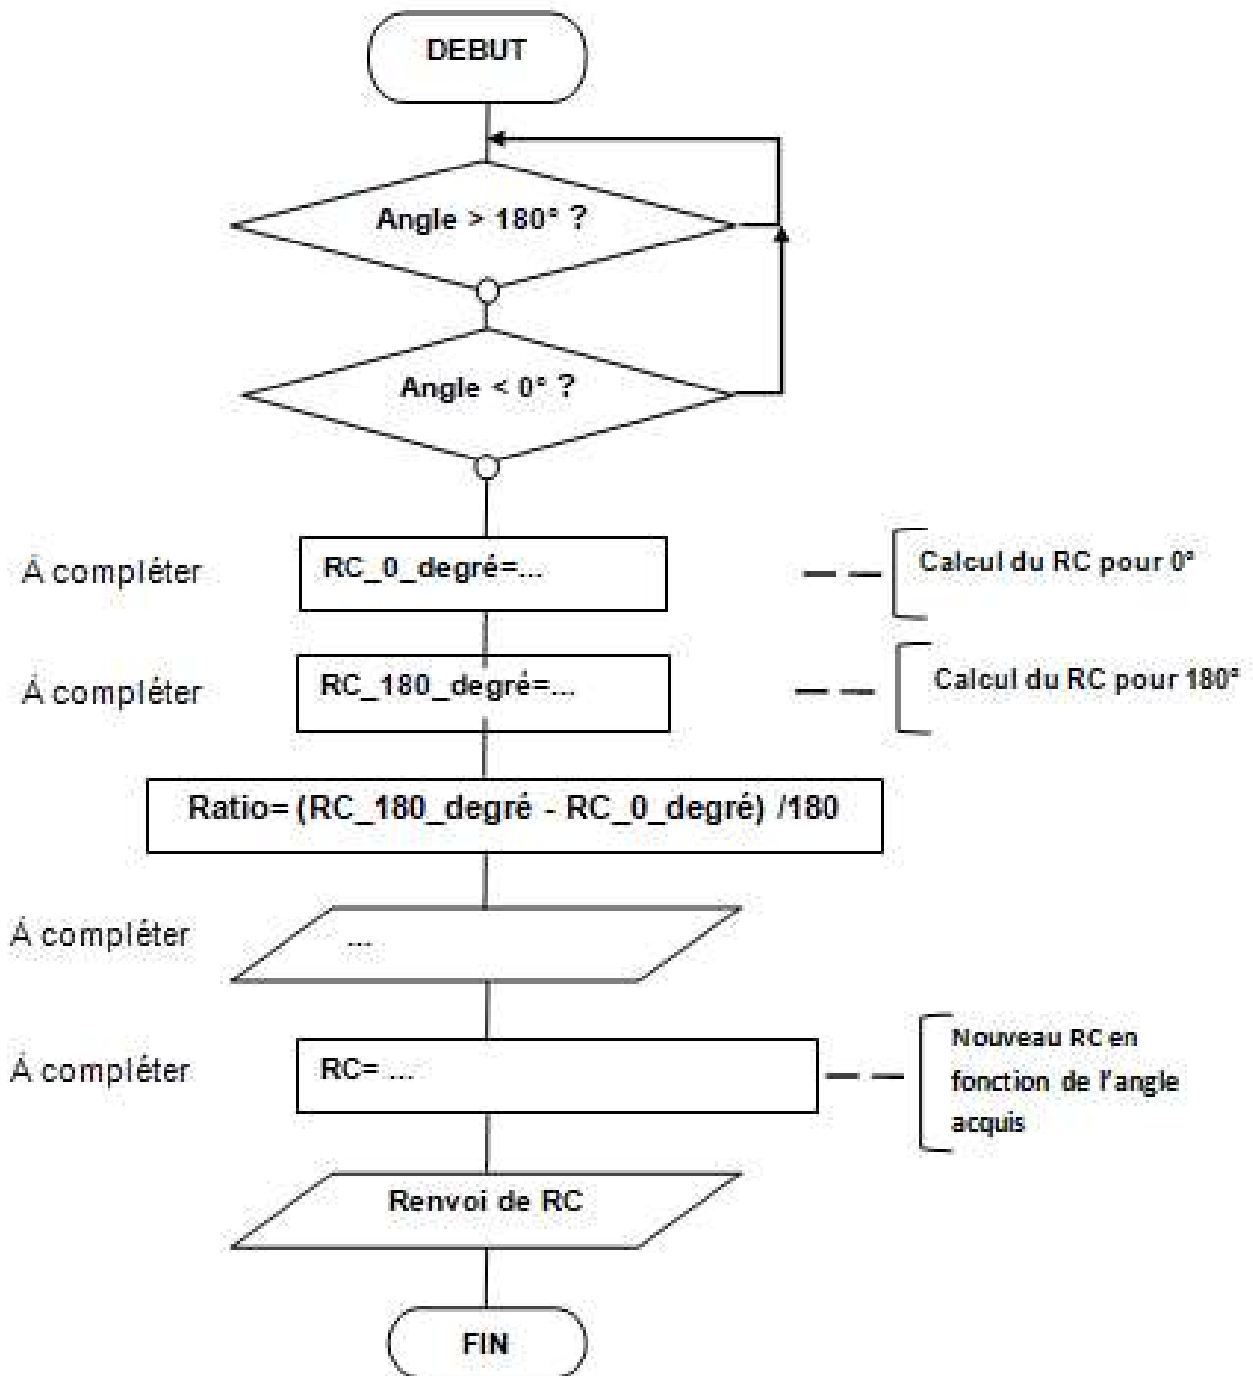 DEBUT
Angle > 180° ?
Angle < 0° ?
À compléter
RC_0_degré=...
Calcul du RC pour 0°
À compléter
RC_180_degré=...
Calcul du RC pour 180°
Ratio= (RC_180_degré - RC_0_degré) /180
À compléter
...
À compléter
RC= ...
Nouveau RC en
fonction de l'angle
acquis
Renvoi de RC
FIN